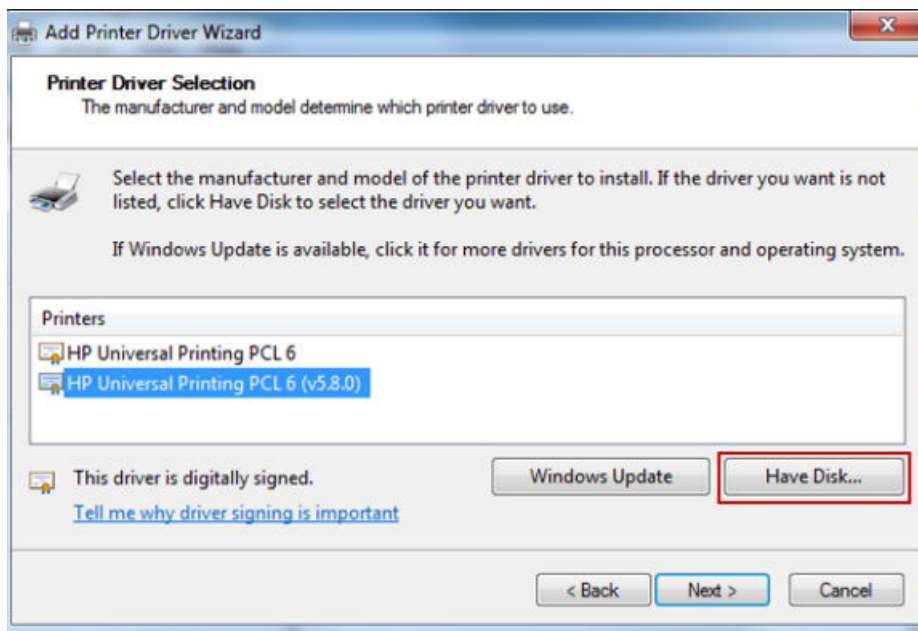 Add Printer Driver Wizard
Printer Driver Selection
The manufacturer and model determine which printer driver to use.
Select the manufacturer and model of the printer driver to install. If the driver you want is not
listed, click Have Disk to select the driver you want.
If Windows Update is available, click it for more drivers for this processor and operating system.
Printers
HP Universal Printing PCL 6
HP Universal Printing PCL 6 (v5.8.0)
This driver is digitally signed.
Windows Update
Have Disk...
Tell me why driver signing is important
< Back
Next >
Cancel